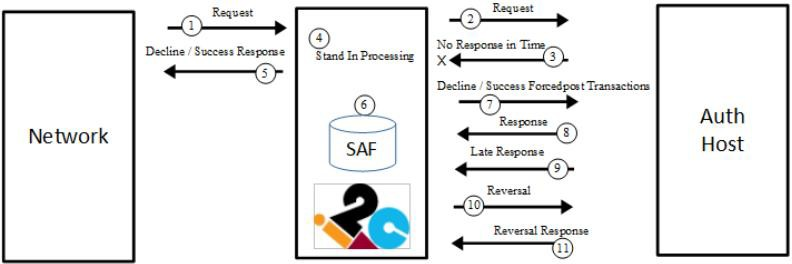 Network
Request
1
Decline / Success Response
5
4
Stand In Processing
6
SAF
i2c
Request
2
No Response in Time
X
3
Decline / Success Forcedpost Transactions
7
Response
8
Late Response
9
Reversal
10
Reversal Response
11
Auth
Host